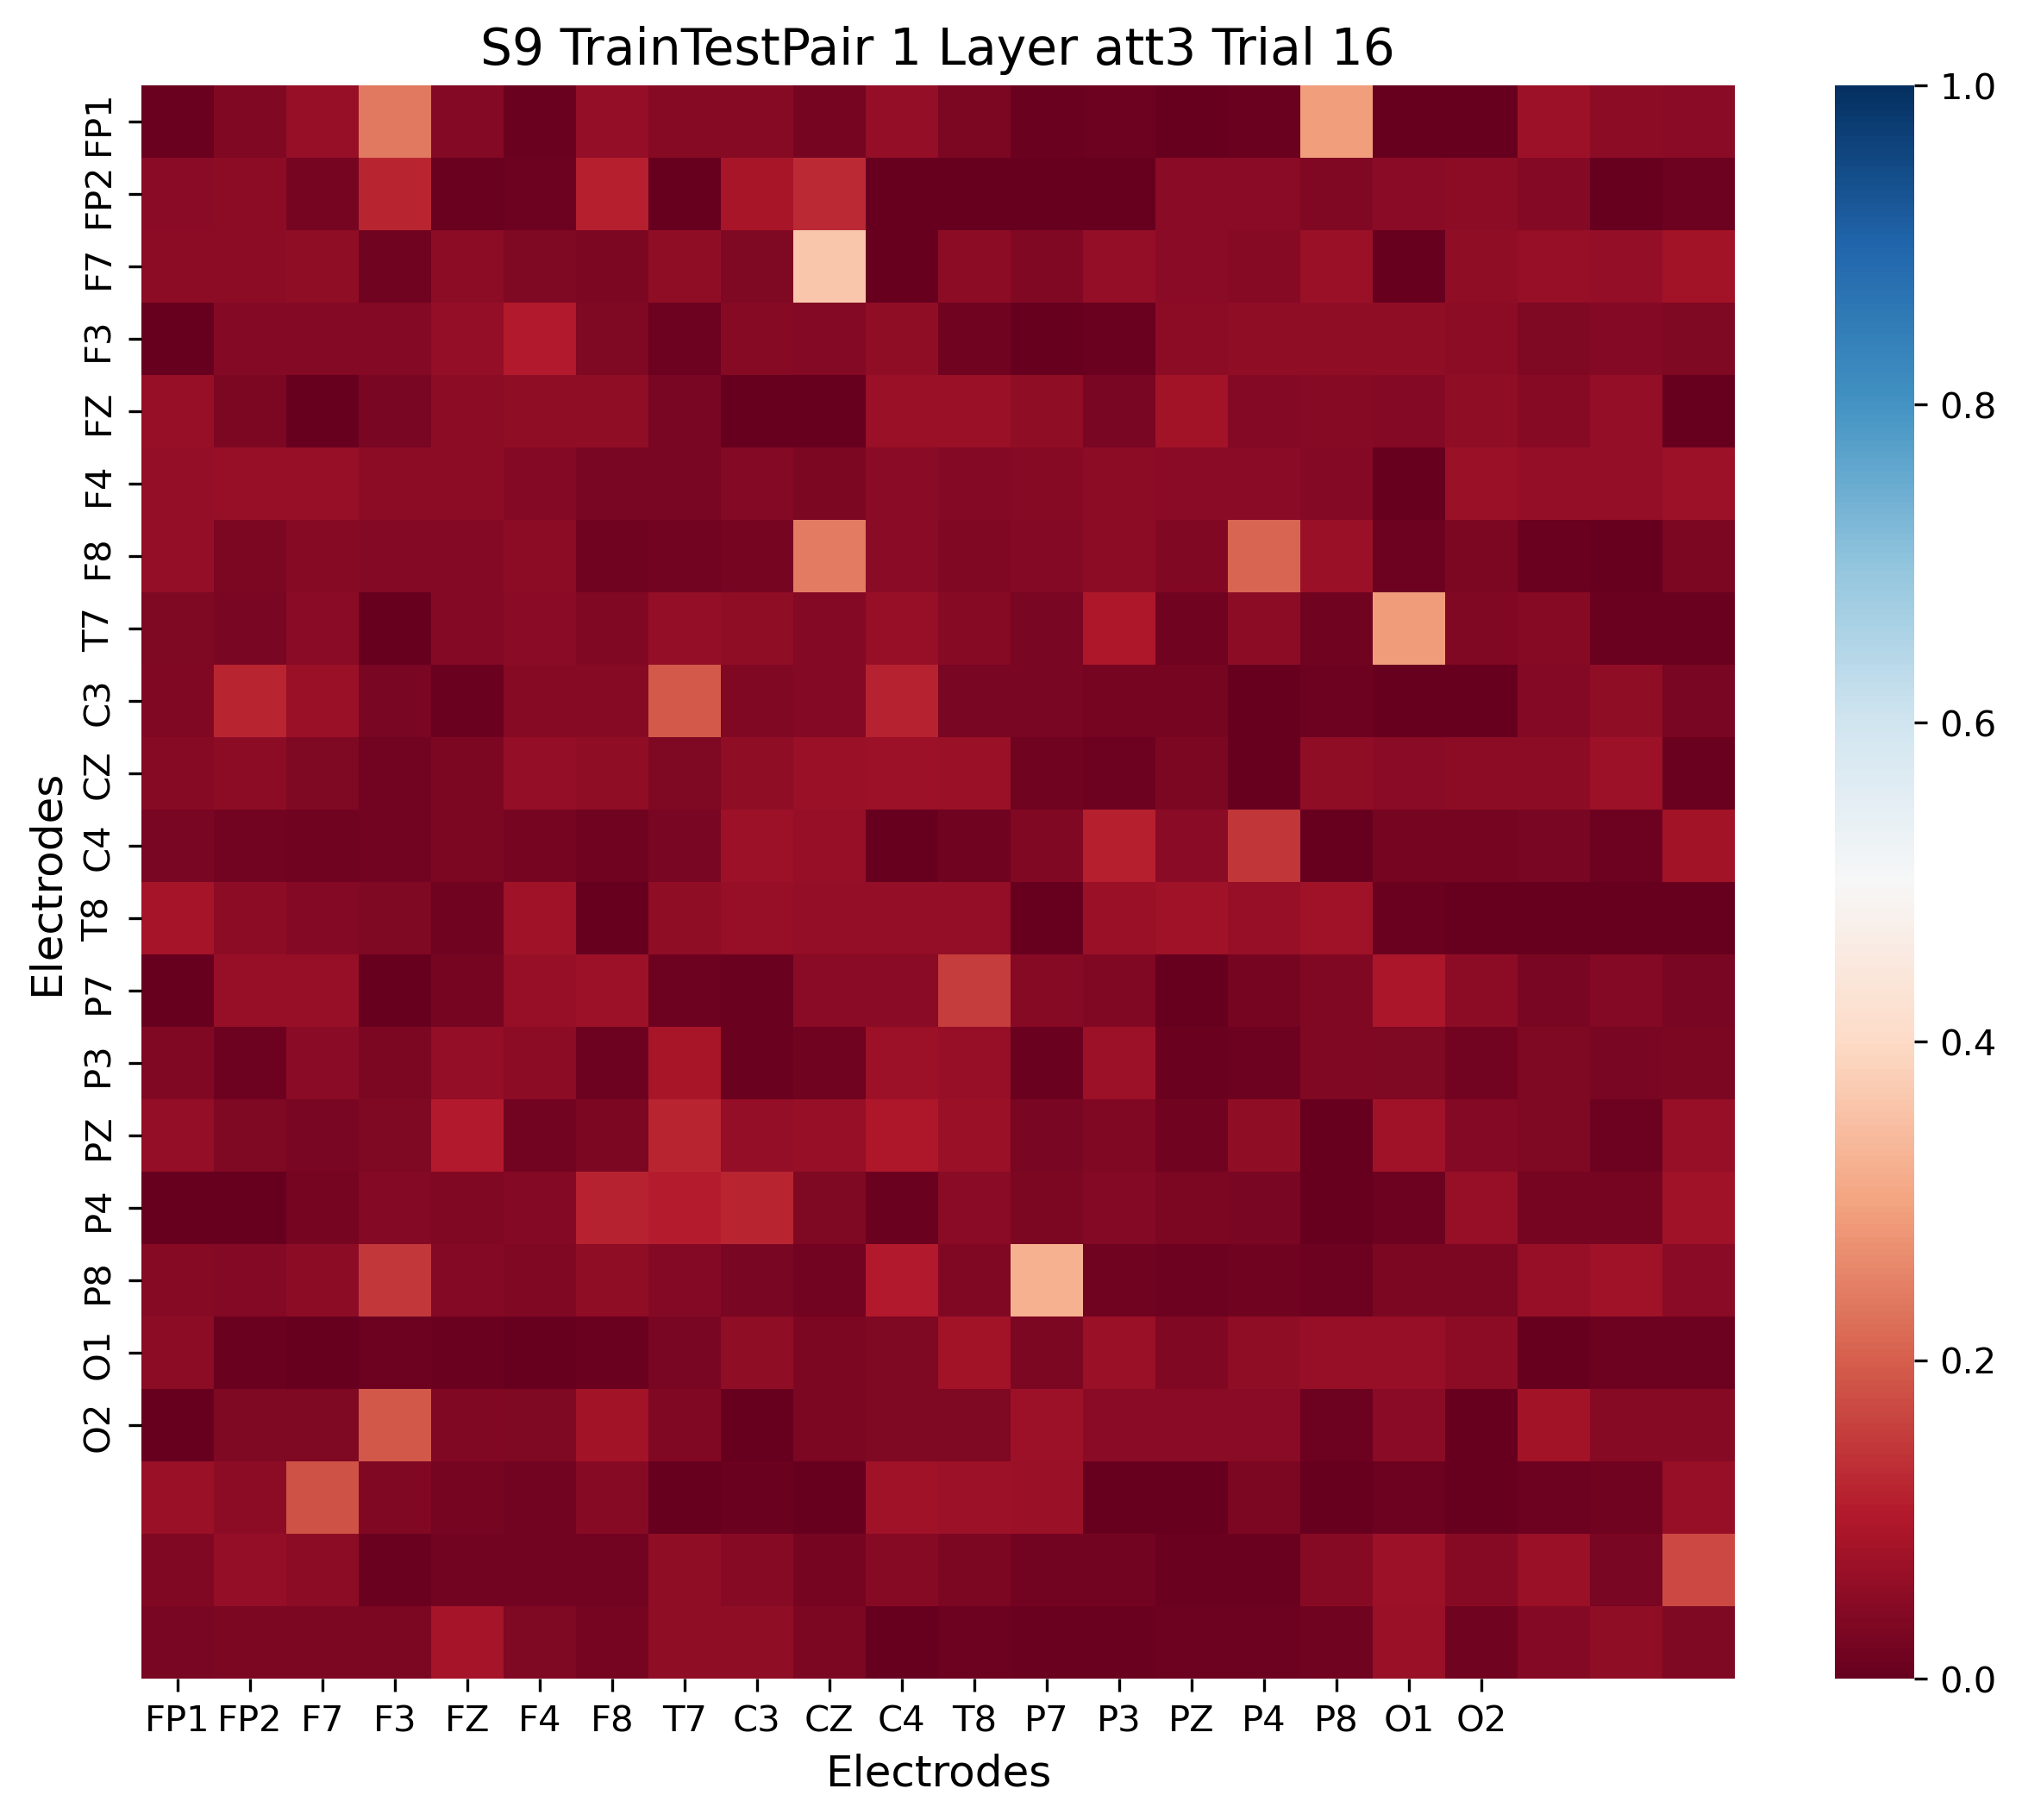 S9 TrainTestPair 1 Layer att3 Trial 16
Electrodes
FP1
FP2
F7
F3
FZ
F4
F8
T7
C3
CZ
C4
T8
P7
P3
PZ
P4
P8
O1
O2
FP1 FP2 F7 F3 FZ F4 F8 T7 C3 CZ C4 T8 P7 P3 PZ P4 P8 O1 O2
Electrodes
1.0
0.8
0.6
0.4
0.2
0.0